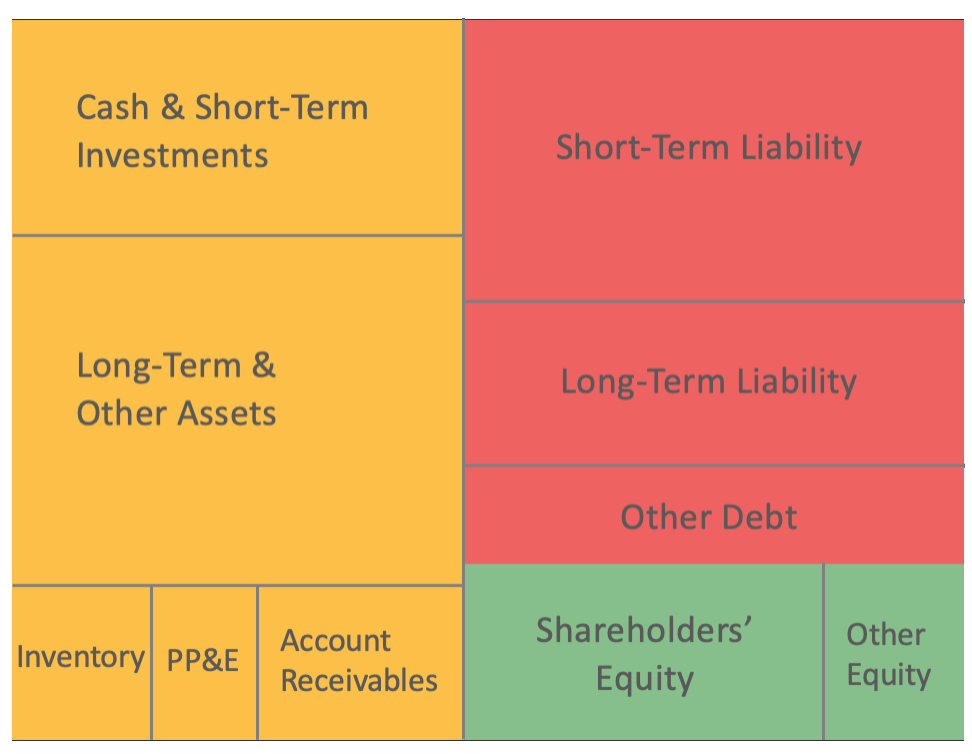 Cash & Short-Term
Investments
Short-Term Liability
Long-Term &
Other Assets
Long-Term Liability
Other Debt
Inventory
PP&E
Account
Receivables
Shareholders’
Equity
Other
Equity